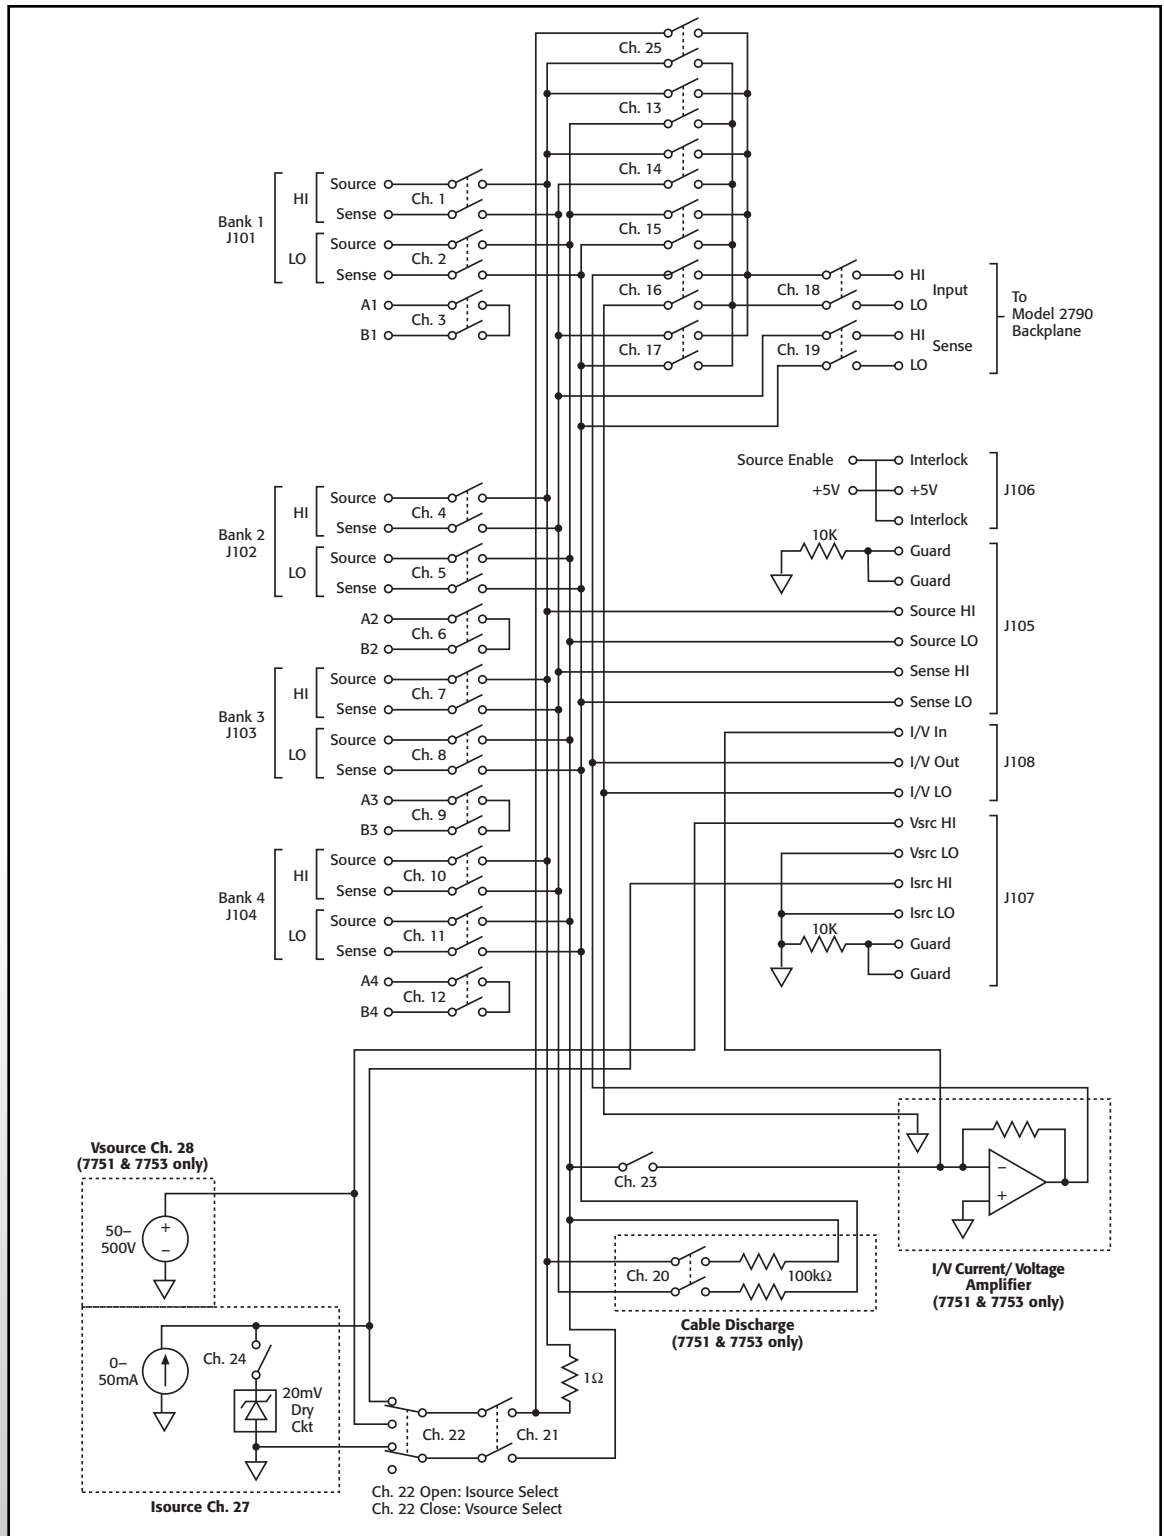 Ch. 25
Ch. 13
Ch. 14
Ch. 15
Ch. 16
Ch. 17
Ch. 18
Ch. 19
HI
Input
LO
HI
Sense
LO
To
Model 2790
Backplane
Bank 1
J101
HI
Source
Sense
Ch. 1
LO
Source
Sense
Ch. 2
A1
B1
Ch. 3
Bank 2
J102
HI
Source
Sense
Ch. 4
LO
Source
Sense
Ch. 5
A2
B2
Ch. 6
Bank 3
J103
HI
Source
Sense
Ch. 7
LO
Source
Sense
Ch. 8
A3
B3
Ch. 9
Bank 4
J104
HI
Source
Sense
Ch. 10
LO
Source
Sense
Ch. 11
A4
B4
Ch. 12
Source Enable
Interlock
+5V
+5V
Interlock
J106
10K
Guard
Guard
Source HI
Source LO
Sense HI
Sense LO
J105
I/V In
I/V Out
I/V LO
J108
Vsrc HI
Vsrc LO
Isrc HI
Isrc LO
10K
Guard
Guard
J107
Vsource Ch. 28
(7751 & 7753 only)
50–
500V
+
–
0–
50mA
Ch. 24
20mV
Dry
Ckt
Isource Ch. 27
Ch. 22
Ch. 21
1Ω
Ch. 22 Open: Isource Select
Ch. 22 Close: Vsource Select
Ch. 23
Ch. 20
100kΩ
Cable Discharge
(7751 & 7753 only)
–
+
I/V Current/ Voltage
Amplifier
(7751 & 7753 only)